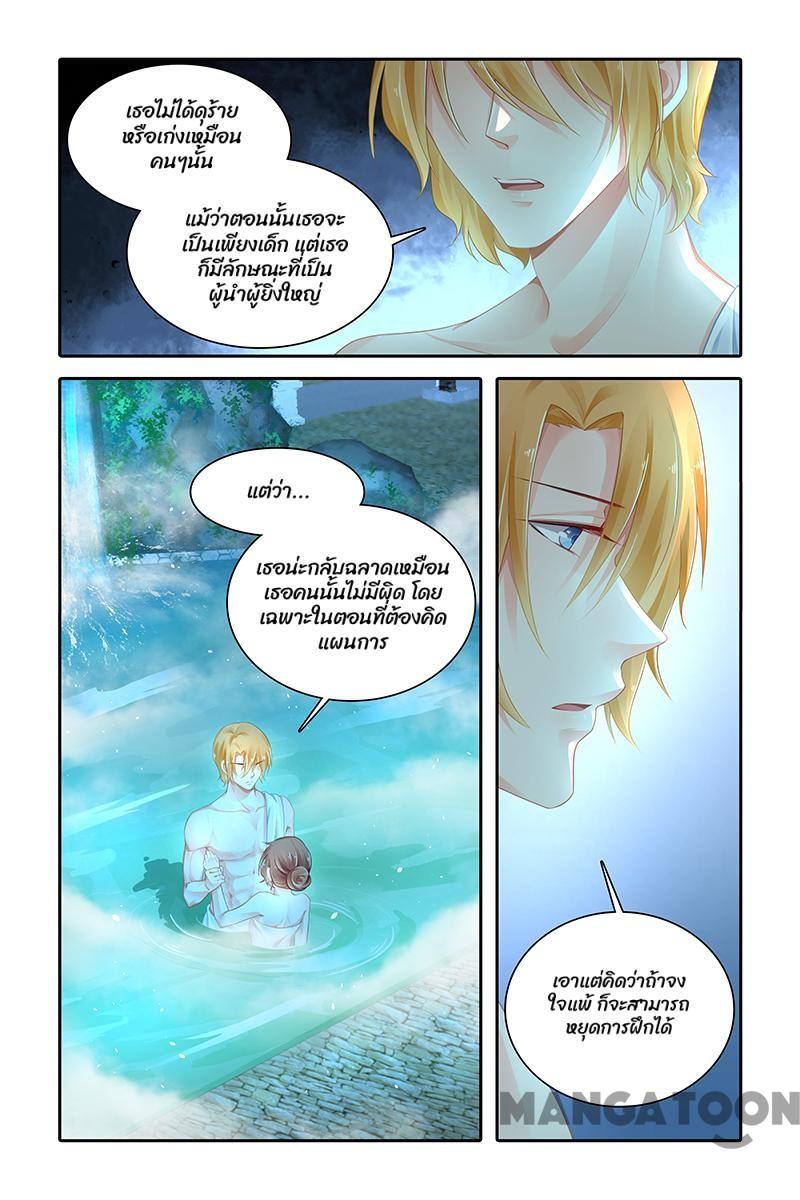 เธอไม่ได้ดุร้าย
หรือเก่งเหมือน
คนๆนั้น
แม้ว่าตอนนั้นเธอจะ
เป็นเพียงเด็ก แต่เธอ
ก็มีลักษณะที่เป็น
ผู้นำผู้ยิ่งใหญ่
แต่ว่า...
เธอน่ะกลับฉลาดเหมือน
เธอคนนั้นไม่มีผิด โดย
เฉพาะในตอนที่ต้องคิด
แผนการ
เอาแต่คิดว่าถ้าจง
ใจแพ้ ก็จะสามารถ
หยุดการฝึกได้
MANGATOON